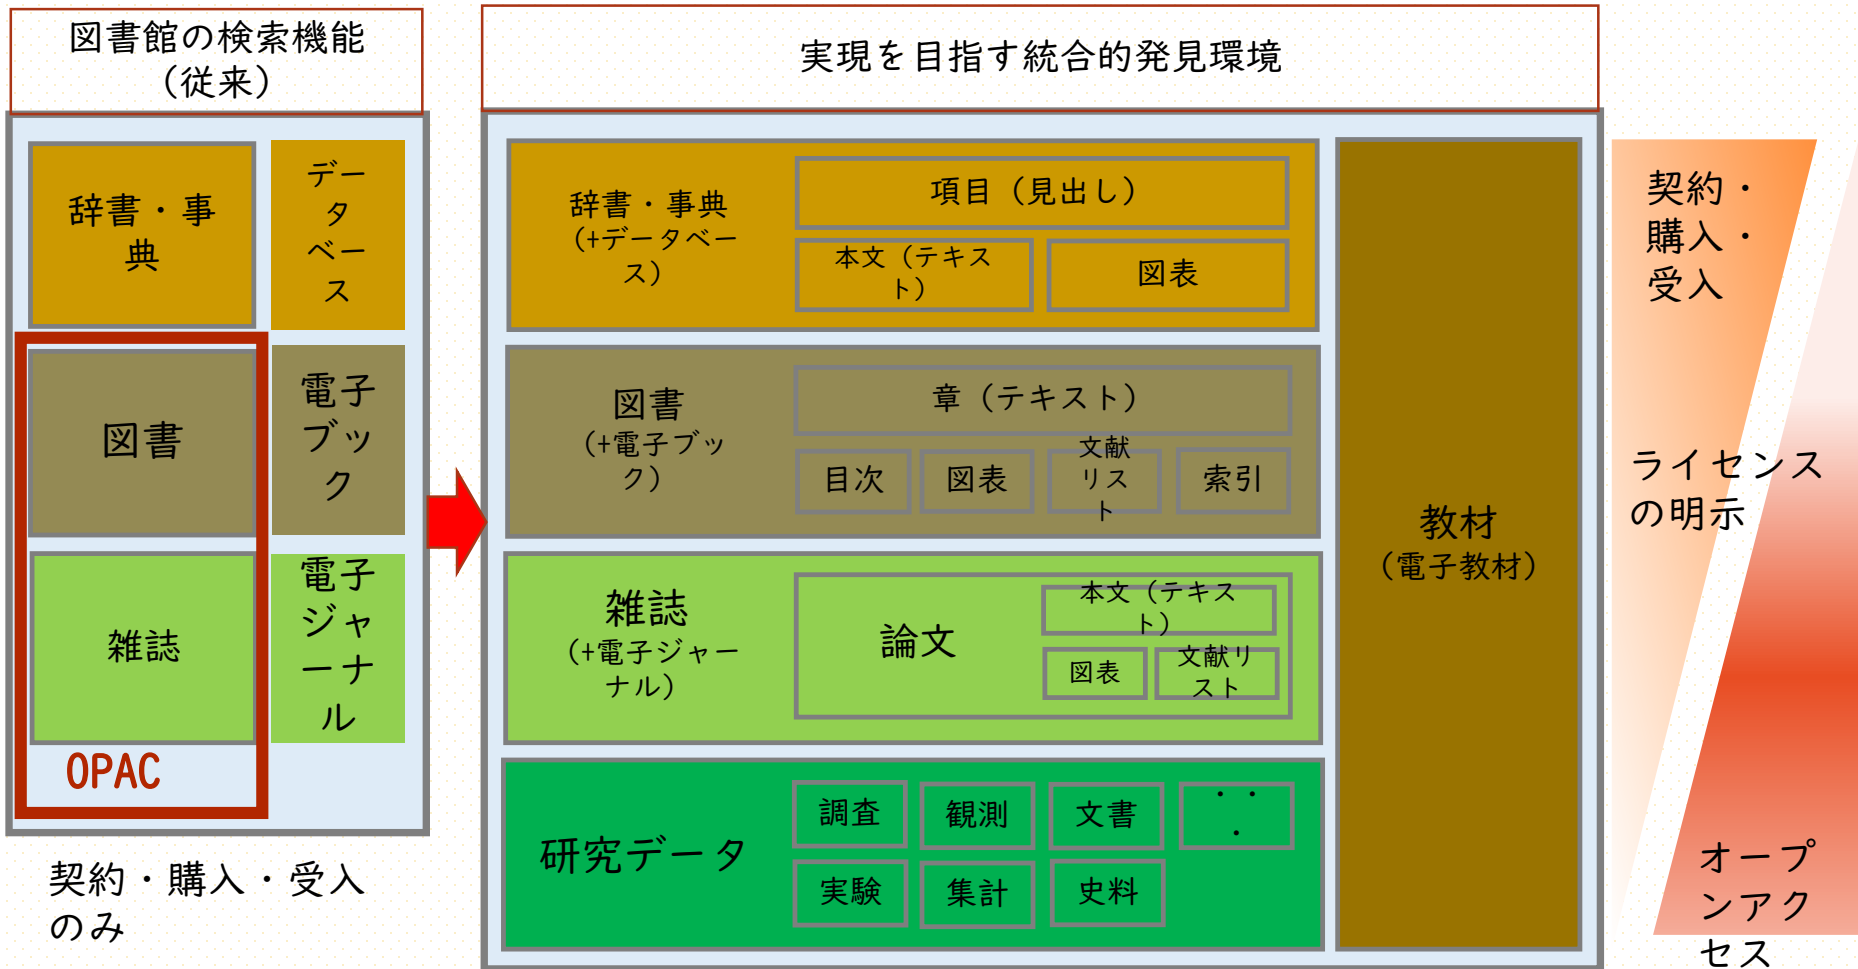 図書館の検索機能
（従来）
辞書・事
典
デー
タ
ベー
ス
図書
電子
ブッ
ク
雑誌
電子
ジャ
ーナ
ル
OPAC
契約・購入・受入
のみ
実現を目指す統合的発見環境
辞書・事典
（+データベー
ス）
項目（見出し）
本文（テキス
ト）
図表
図書
（+電子ブッ
ク）
章（テキスト）
目次
図表
文献
リス
ト
索引
雑誌
（+電子ジャー
ナル）
論文
本文（テキス
ト）
図表
文献リ
スト
研究データ
調査
観測
文書
・・
・
実験
集計
史料
教材
（電子教材）
契約・
購入・
受入
ライセンス
の明示
オープ
ンアク
セス